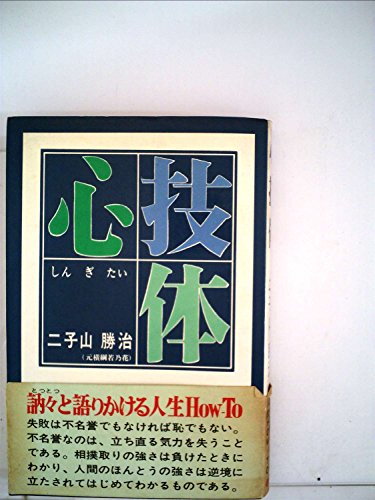 心技体
しんぎたい
二子山 勝治
(元横綱若乃花)
とつとつ
訥々と語りかける人生How-To
失敗は不名誉でもなければ恥でもない。
不名誉なのは、立ち直る気力を失うこと
である。相撲取りの強さは負けたときに
わかり、人間のほんとうの強さは逆境に
立たされてはじめてわかるものである。